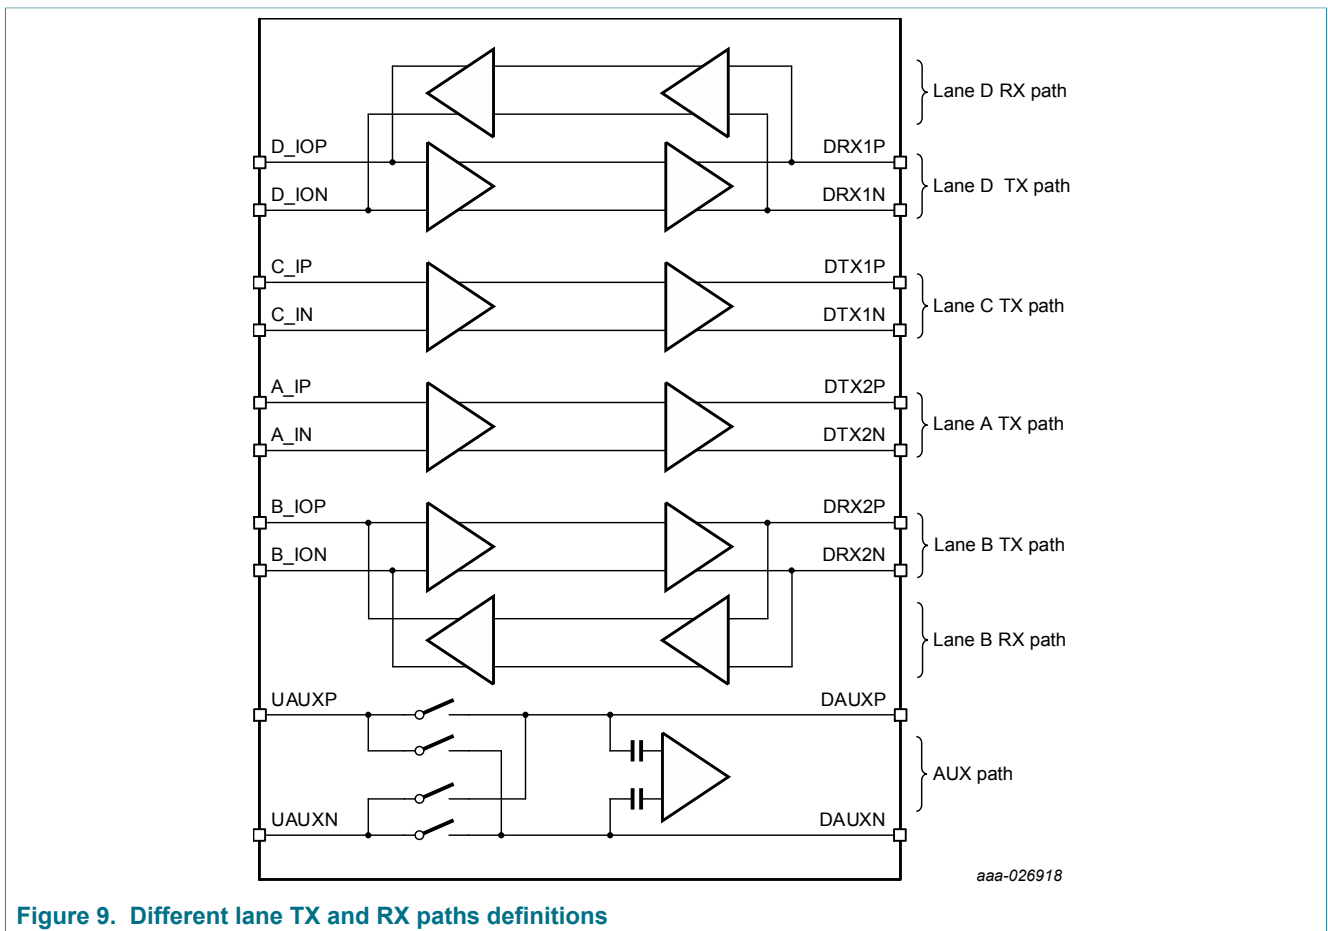 Lane D RX path
D_IOP
DRX1P
D_ION
DRX1N
Lane D  TX path
C_IP
DTX1P
C_IN
DTX1N
Lane C TX path
A_IP
DTX2P
A_IN
DTX2N
Lane A TX path
B_IOP
DRX2P
B_ION
DRX2N
Lane B TX path
Lane B RX path
UAUXP
DAUXP
AUX path
UAUXN
DAUXN
aaa-026918
Figure 9.  Different lane TX and RX paths definitions